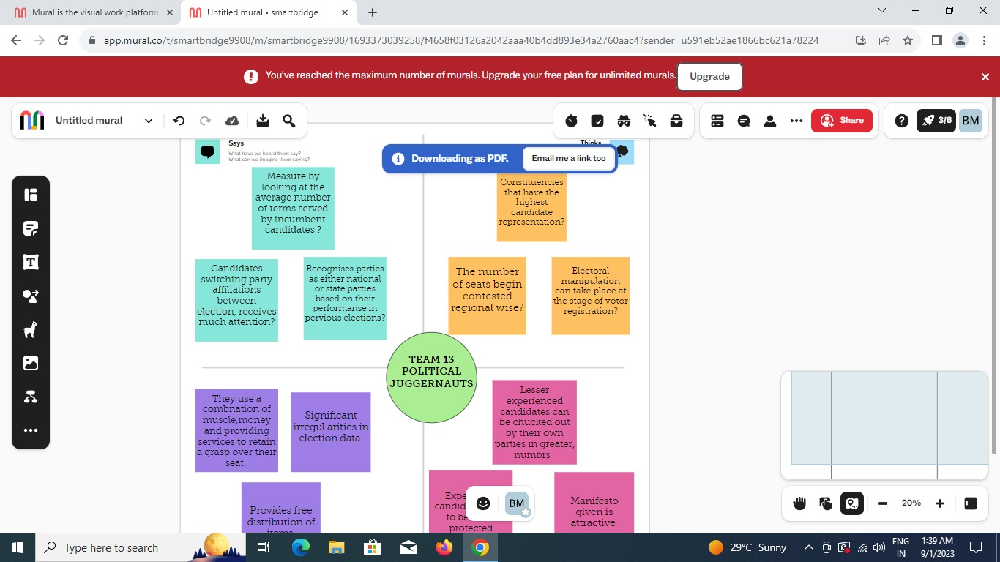 Mural is the visual work platform
Untitled mural • smartbridge
app.mural.co/t/smartbridge9908/m/smartbridge9908/1693373039258/f4658f03126a2042aaa40b4dd893e34a2760aac4?sender=u591eb52ae1866bc621a78224
You've reached the maximum number of murals. Upgrade your free plan for unlimited murals.
Upgrade
Untitled mural
Share
3/6
BM
Says
What have we heard them say?
What can we imagine them saying?
Thinks
Downloading as PDF.
Email me a link too
Measure by
looking at the
average number
of terms served
by incumbent
candidates ?
Constituencies
that have the
highest
candidate
representation?
Candidates
switching party
affiliations
between
election, receives
much attention?
Recognises parties
as either national
or state parties
based on their
performanse in
pervious elections?
The number
of seats begin
contested
regional wise?
Electoral
manipulation
can take place at
the stage of votor
registration?
TEAM 13
POLITICAL
JUGGERNAUTS
They use a
combnation of
muscle,money
and providing
services to retain
a grasp over their
seat .
Significant
irregul arities in
election data.
Lesser
experienced
candidates can
be chucked out
by their own
parties in greater,
numbrs
Provides free
distribution of
Expe
candid
to be
protected
BM
Manifesto
given is
attractive
20%
Type here to search
29°C Sunny
ENG
IN
1:39 AM
9/1/2023